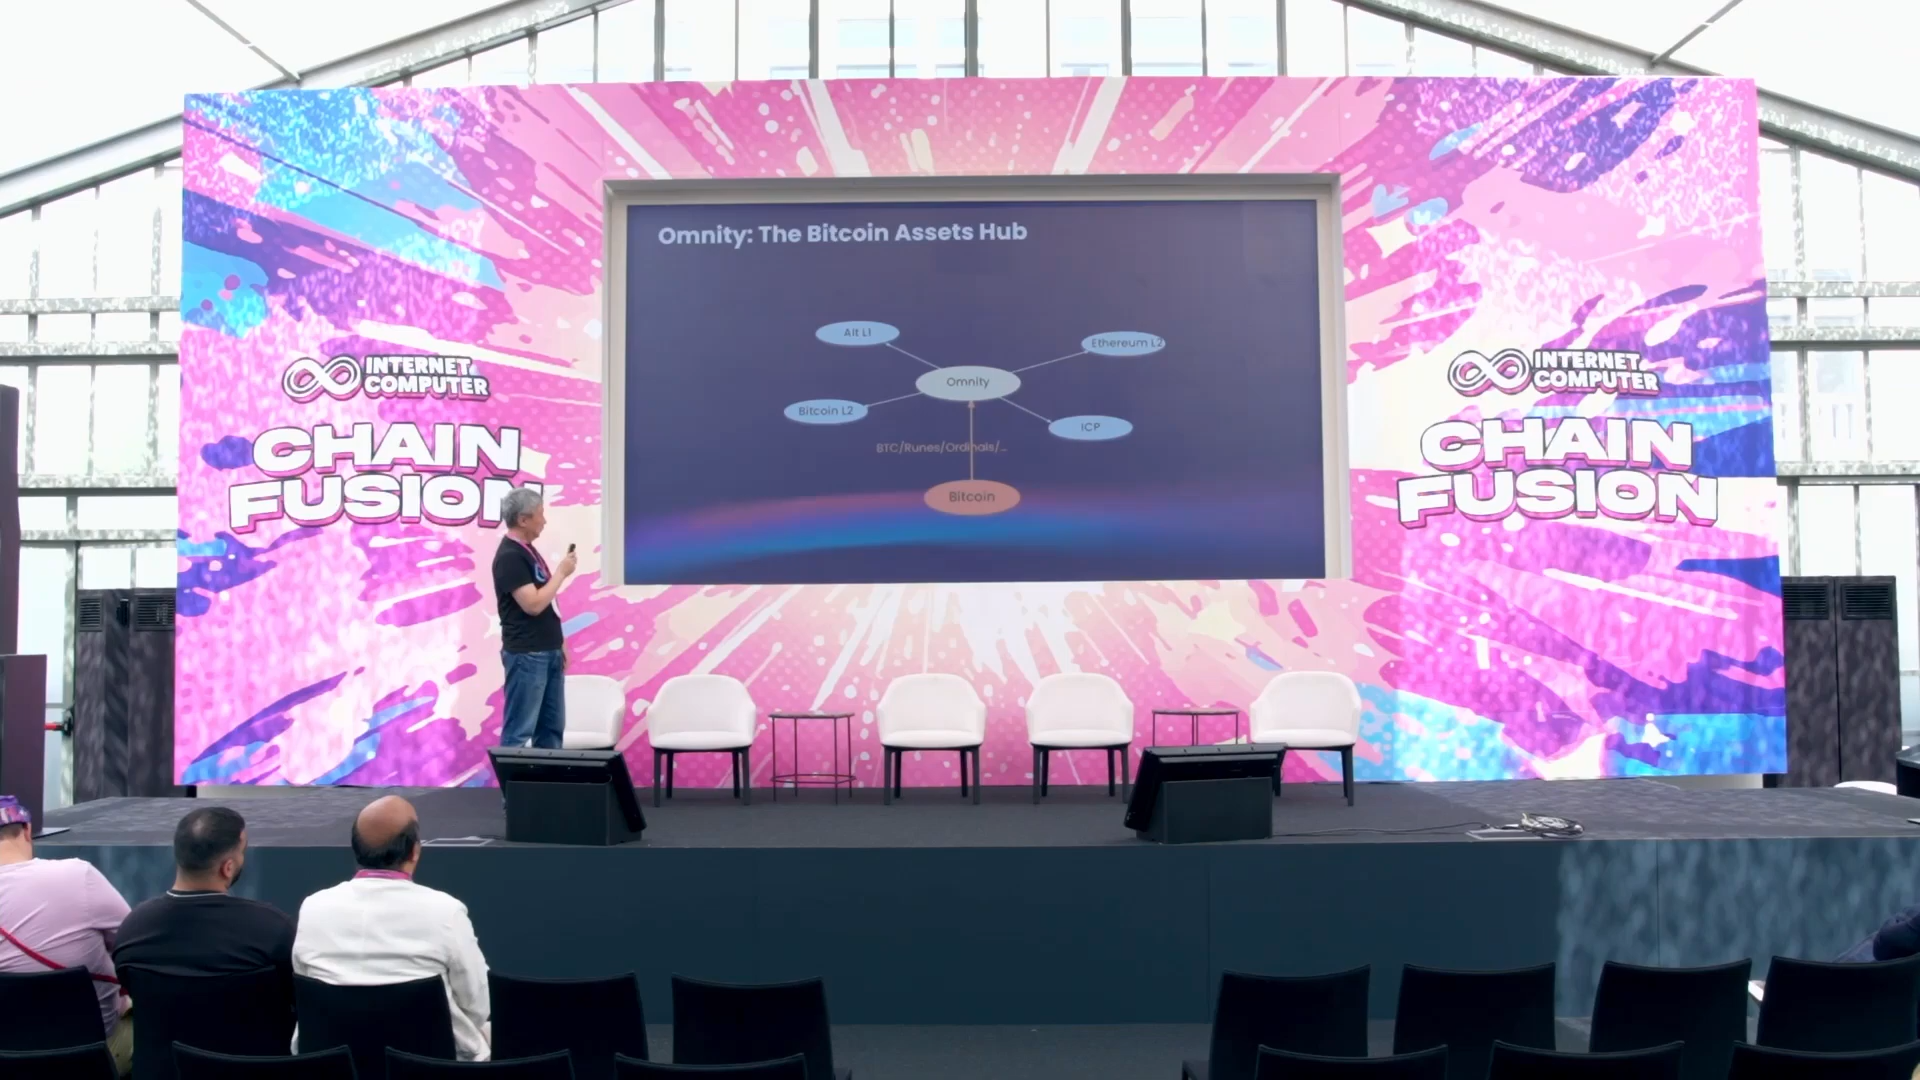 Omnity: The Bitcoin Assets Hub
Alt L1
Ethereum L2
Omnity
Bitcoin L2
ICP
BTC/Runes/Ordinals/...
Bitcoin
INTERNET
COMPUTER
CHAIN
FUSION
INTERNET
COMPUTER
CHAIN
FUSION